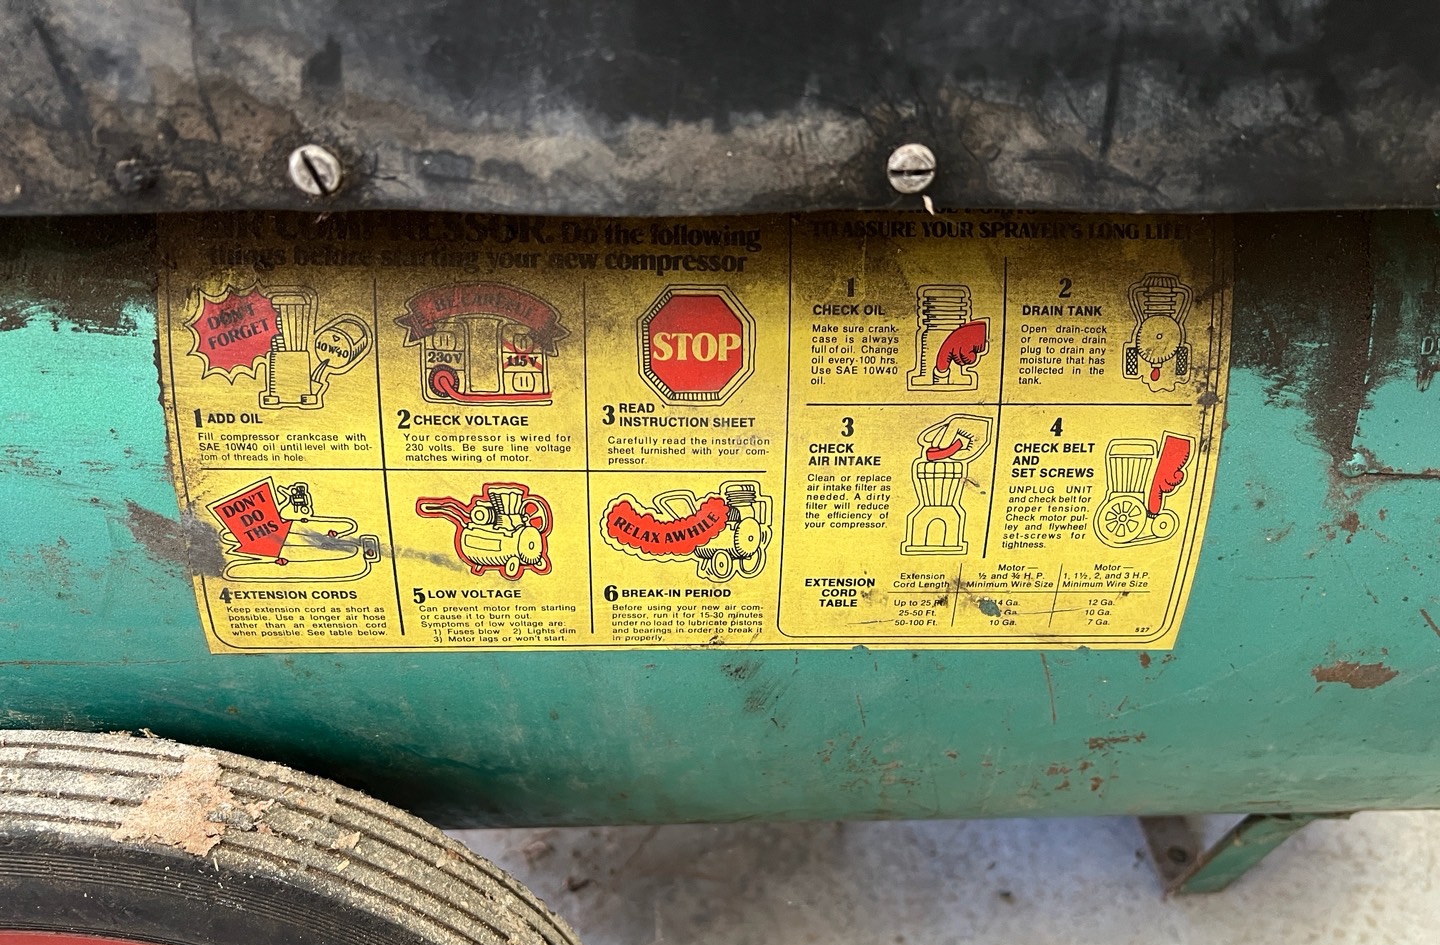 AIR COMPRESSOR. Do the following
things before starting your new compressor
DON'T
FORGET
10W40
1 ADD OIL
Fill compressor crankcase with
SAE 10W40 oil until level with bot-
tom of threads in hole.
BE CAREFUL
230V
115V
2 CHECK VOLTAGE
Your compressor is wired for
230 volts. Be sure line voltage
matches wiring of motor.
STOP
3 READ
INSTRUCTION SHEET
Carefully read the instruction
sheet furnished with your com-
pressor.
DON'T
DO
THIS
4 EXTENSION CORDS
Keep extension cord as short as
possible. Use a longer air hose
rather than an extension cord
when possible. See table below.
5 LOW VOLTAGE
Can prevent motor from starting
or cause it to burn out.
Symptoms of low voltage are:
1) Fuses blow 2) Lights dim
3) Motor lags or won't start.
RELAX AWHILE
6 BREAK-IN PERIOD
Before using your new air com-
pressor, run it for 15-30 minutes
under no load to lubricate pistons
and bearings in order to break it
in properly.
TO ASSURE YOUR SPRAYER'S LONG LIFE!
1
CHECK OIL
Make sure crank-
case is always
full of oil. Change
oil every 100 hrs.
Use SAE 10W40
oil.
2
DRAIN TANK
Open drain-cock
or remove drain
plug to drain any
moisture that has
collected in the
tank.
3
CHECK
AIR INTAKE
Clean or replace
air intake filter as
needed. A dirty
filter will reduce
the efficiency of
your compressor.
4
CHECK BELT
AND
SET SCREWS
UNPLUG UNIT
and check belt for
proper tension.
Check motor pul-
ley and flywheel
set-screws for
tightness.
EXTENSION
CORD
TABLE
Extension
Cord Length
Motor—
½ and ¾ H.P.
Minimum Wire Size
Motor—
1, 1½, 2, and 3 H.P.
Minimum Wire Size
Up to 25 Ft. 14 Ga. 12 Ga.
25-50 Ft. Ga. 10 Ga.
50-100 Ft. 10 Ga. 7 Ga.
527